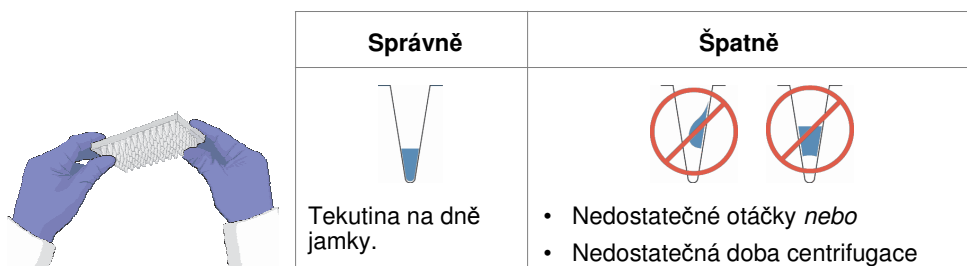 Správně
Špatně
Tekutina na dně
jamky.
• Nedostatečné otáčky nebo
• Nedostatečná doba centrifugace